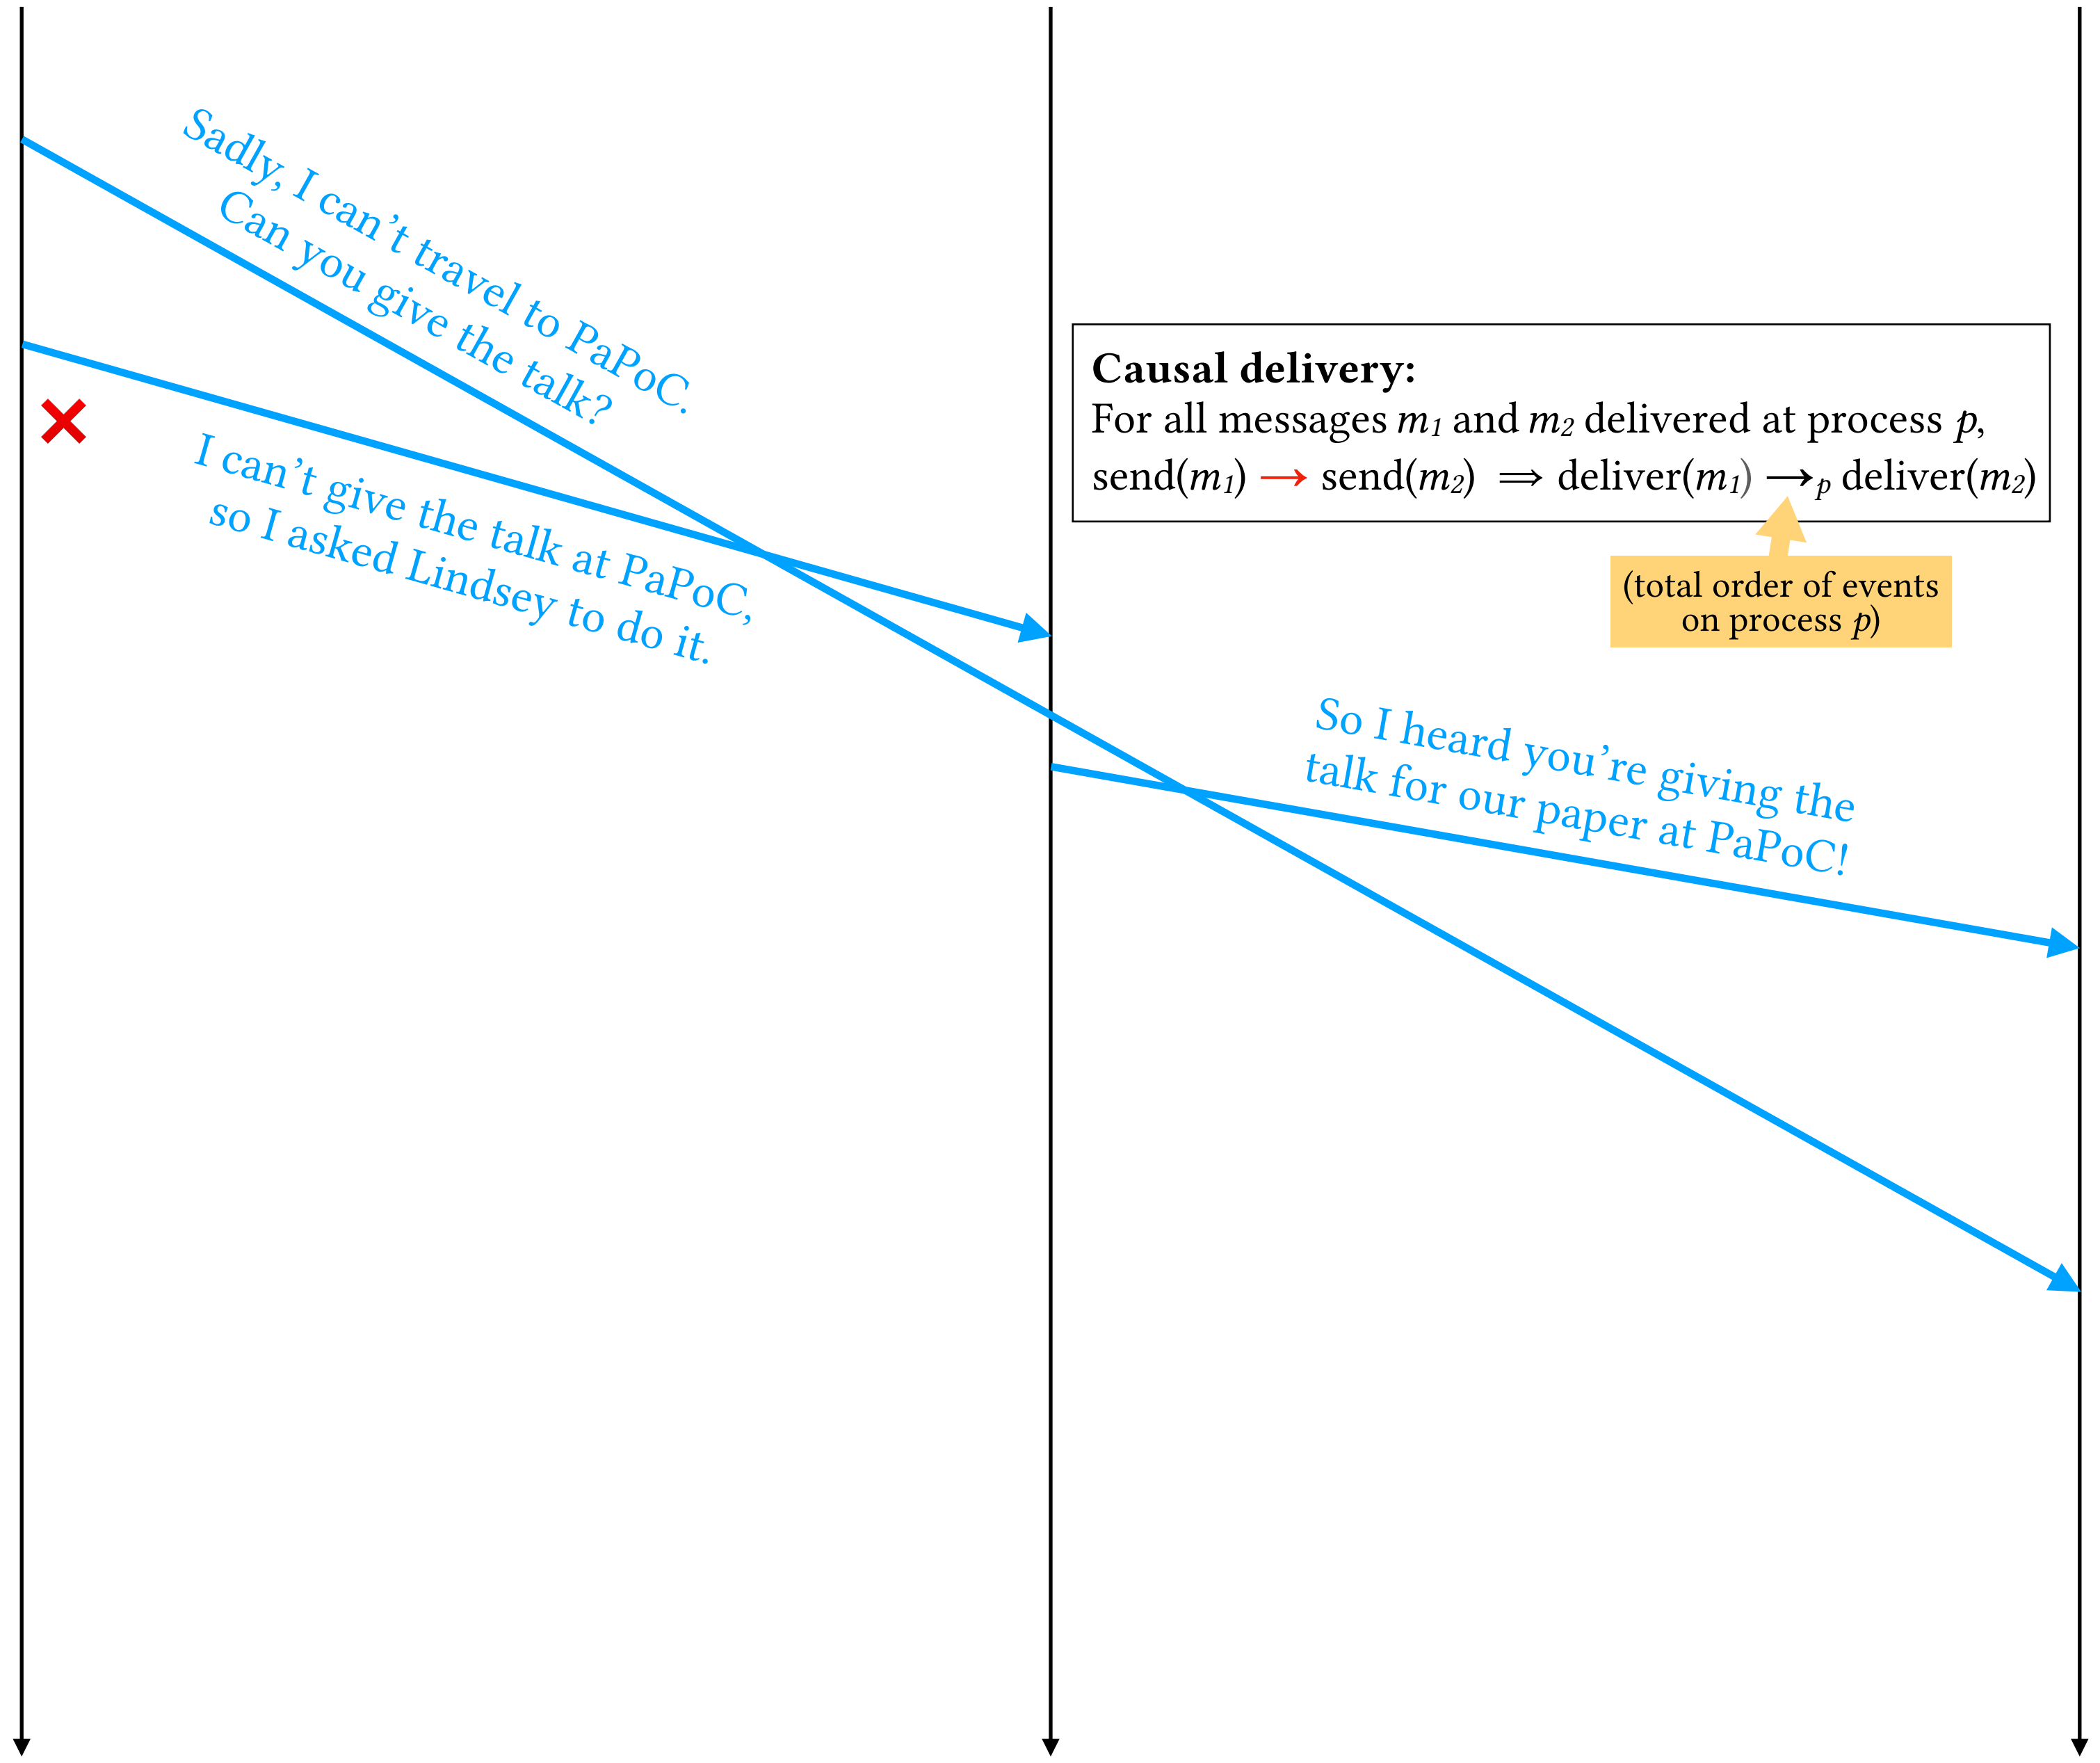 Sadly, I can’t travel to PaPoC.
Can you give the talk?
I can’t give the talk at PaPoC,
so I asked Lindsey to do it.
Causal delivery:
For all messages m₁ and m₂ delivered at process p,
send(m₁) → send(m₂) ⟹ deliver(m₁) ⟶ₚ deliver(m₂)
(total order of events
on process p)
So I heard you’re giving the
talk for our paper at PaPoC!